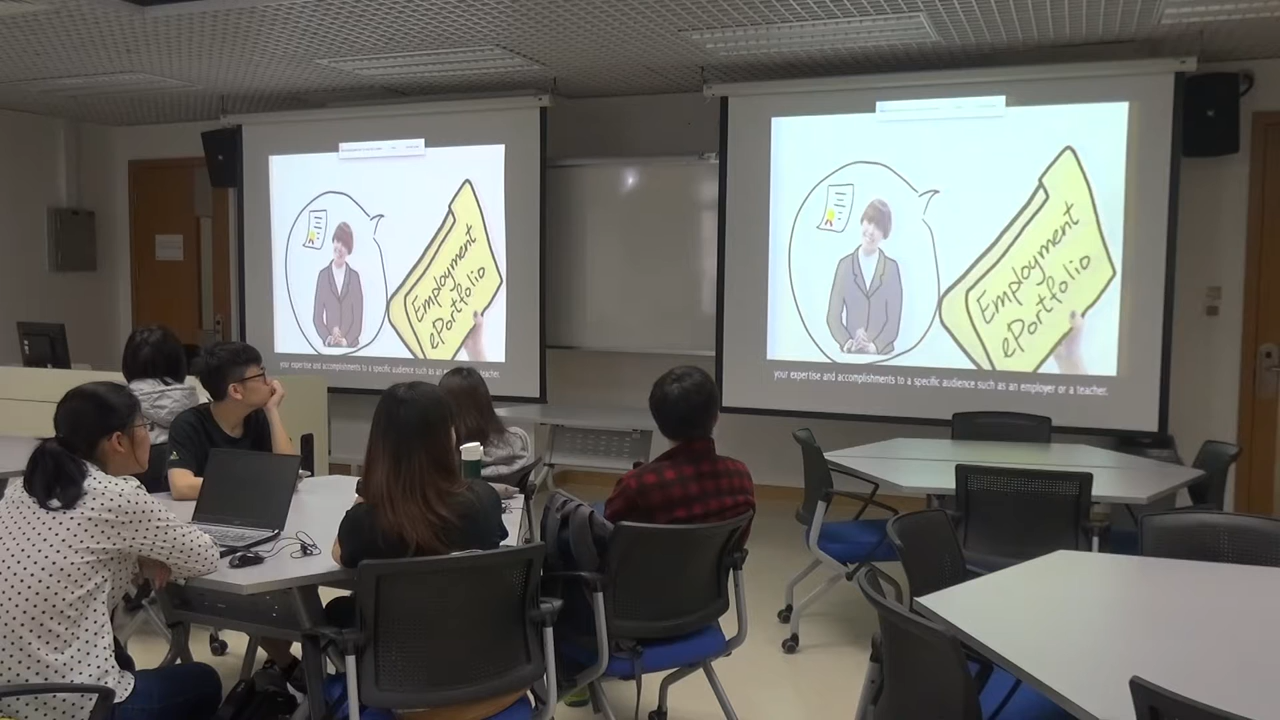 Employment
ePortfolio
your expertise and accomplishments to a specific audience such as an e
teacher.
Employment
ePortfolio
your expertise and accomplishments to a specific audience such as an employer or a teacher.